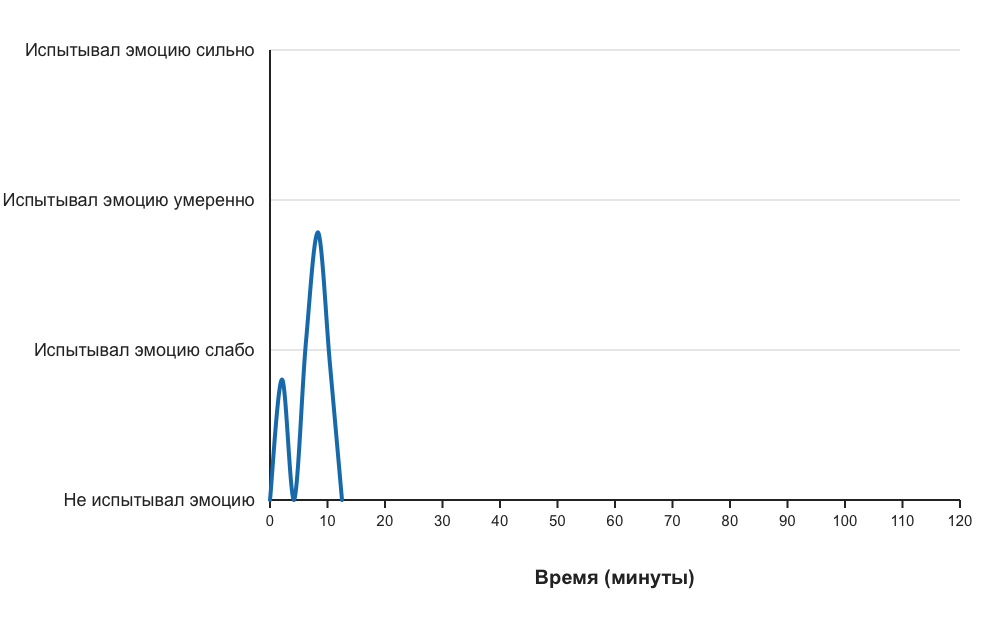 Испытывал эмоцию сильно
Испытывал эмоцию умеренно
Испытывал эмоцию слабо
Не испытывал эмоцию
0 10 20 30 40 50 60 70 80 90 100 110 120
Время (минуты)